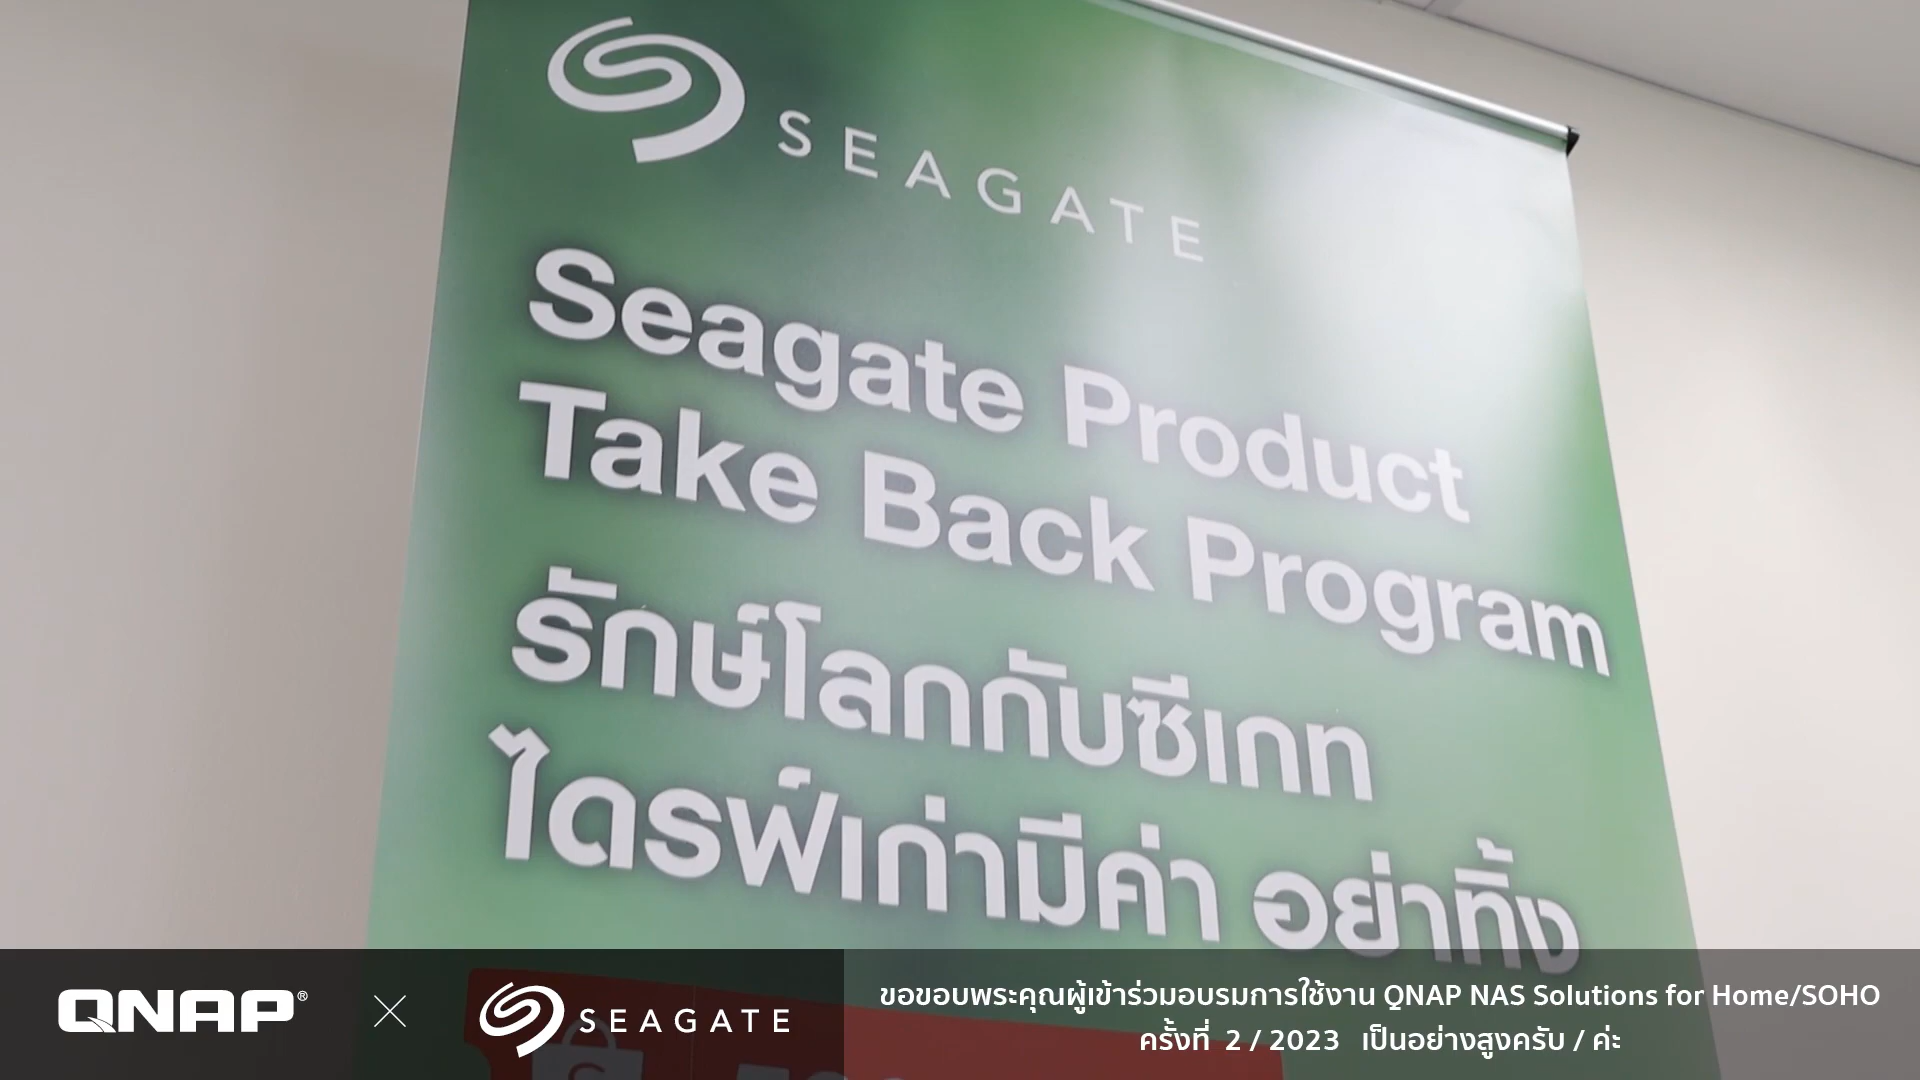 SEAGATE
Seagate Product
Take Back Program
รักษ์โลกกับซีเกท
ไดรฟ์เก่ามีค่า อย่าทิ้ง
QNAP® × SEAGATE
ขอขอบพระคุณผู้เข้าร่วมอบรมการใช้งาน QNAP NAS Solutions for Home/SOHO
ครั้งที่ 2 / 2023 เป็นอย่างสูงครับ / ค่ะ